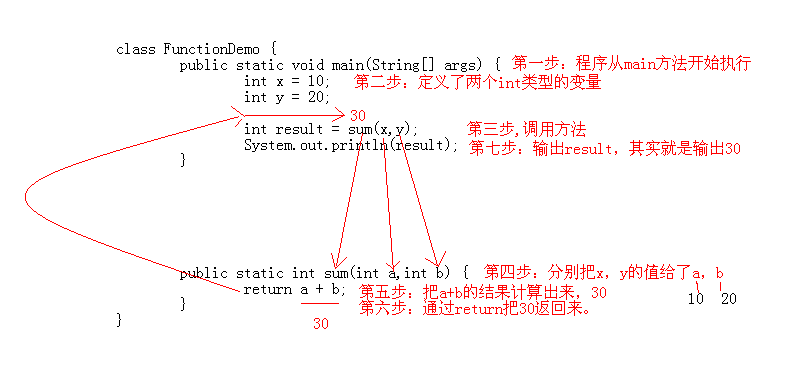 class FunctionDemo {
public static void main(String[] args) { 第一步：程序从main方法开始执行
int x = 10; 第二步：定义了两个int类型的变量
int y = 20;
30
int result = sum(x,y); 第三步,调用方法
System.out.println(result); 第七步：输出result，其实就是输出30
}
public static int sum(int a,int b) { 第四步：分别把x，y的值给了a，b
return a + b; 第五步：把a+b的结果计算出来，30
10 20
} 第六步：通过return把30返回来。
} 30